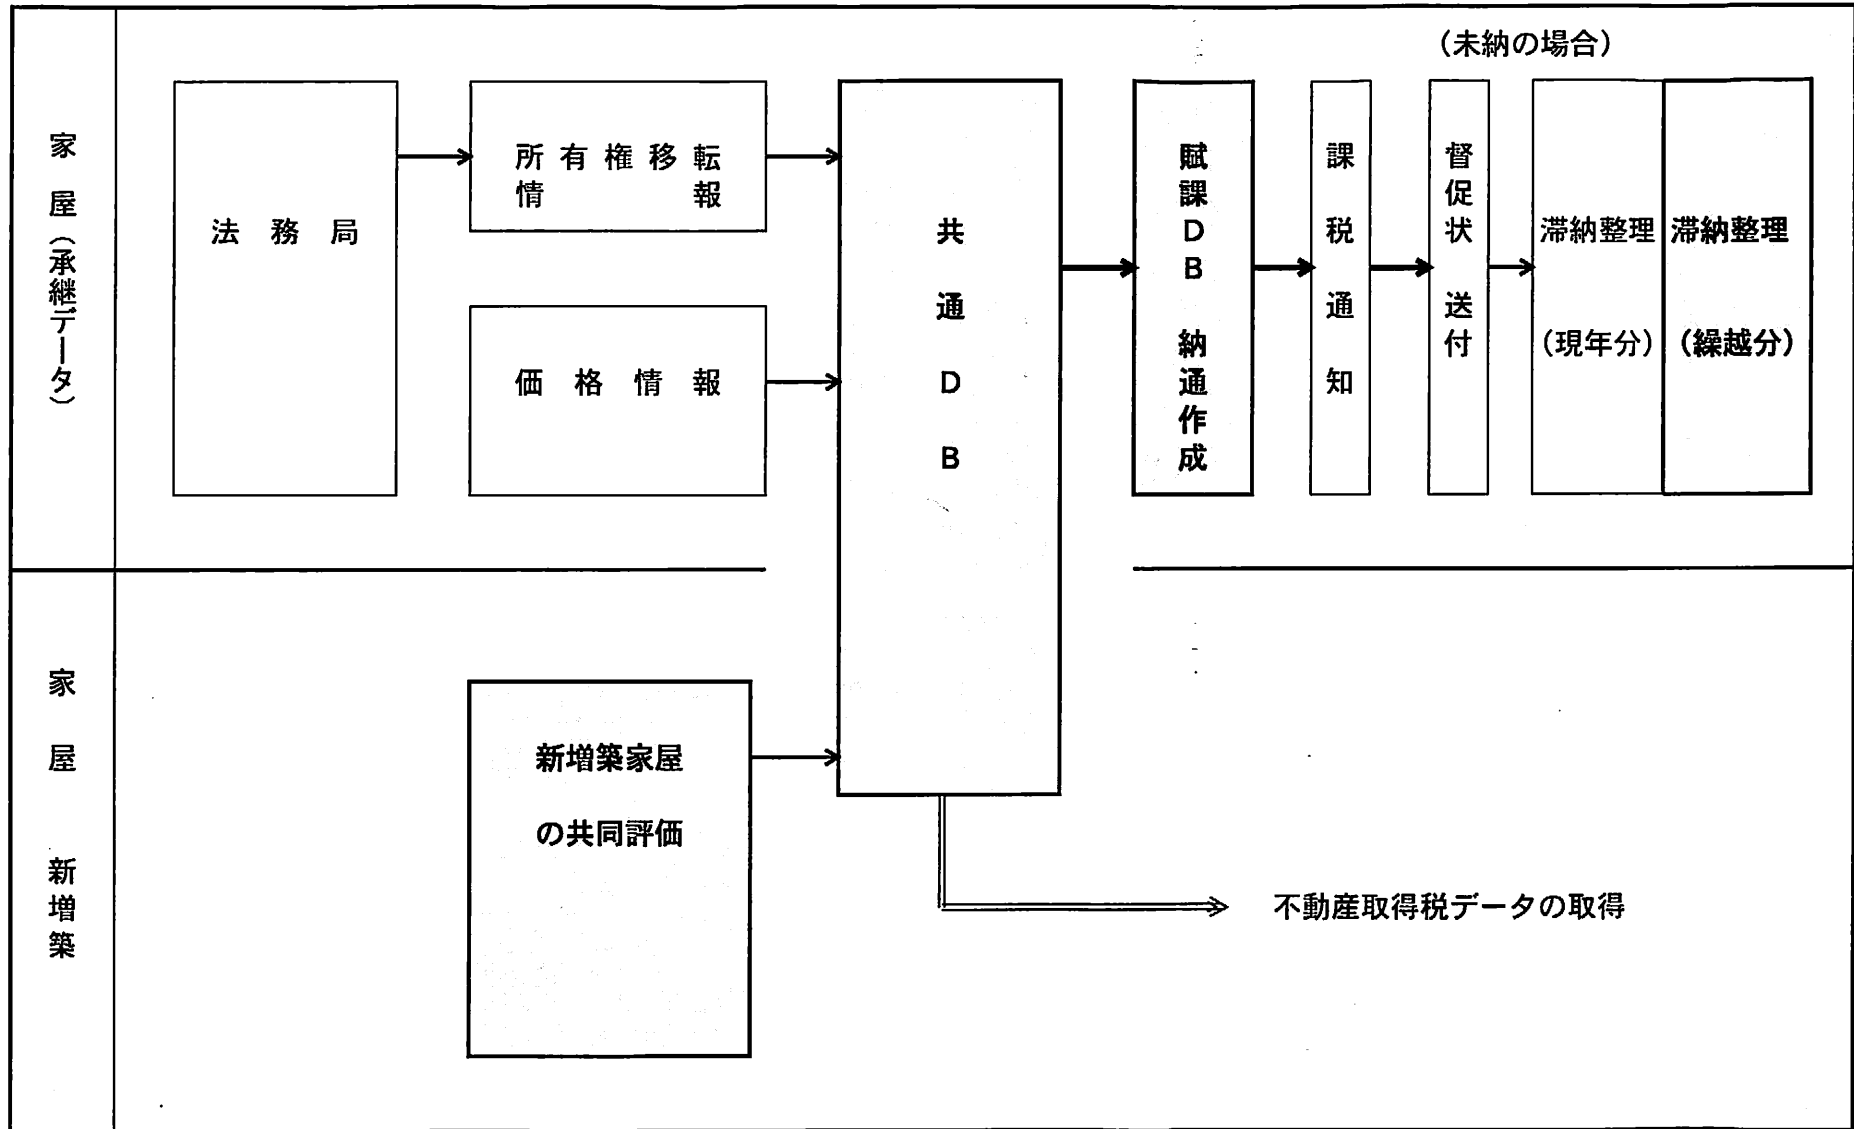 (未納の場合)
家屋(承継データ)
法務局
所有権移転
情報
価格情報
共通DB
賦課DB 納通作成
課税通知
督促状 送付
滞納整理
(現年分)
滞納整理
(繰越分)
家屋 新増築
新増築家屋
の共同評価
不動産取得税データの取得